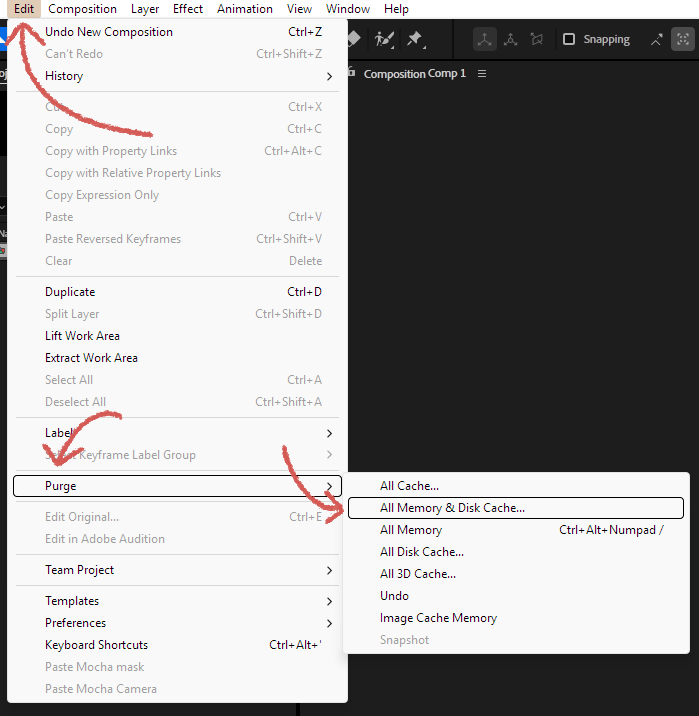 Edit Composition Layer Effect Animation View Window Help
Undo New Composition Ctrl+Z
Can't Redo Ctrl+Shift+Z
History
Snapping
Composition Comp 1
Ctrl+X
Copy Ctrl+C
Copy with Property Links Ctrl+Alt+C
Copy with Relative Property Links
Copy Expression Only
Paste Ctrl+V
Paste Reversed Keyframes Ctrl+Shift+V
Clear Delete
Duplicate Ctrl+D
Split Layer Ctrl+Shift+D
Lift Work Area
Extract Work Area
Select All Ctrl+A
Deselect All Ctrl+Shift+A
Label
Keyframe Label Group
Purge
Edit Original... Ctrl+E
Edit in Adobe Audition
Team Project
Templates
Preferences
Keyboard Shortcuts Ctrl+Alt+'
Paste Mocha mask
Paste Mocha Camera
All Cache...
All Memory & Disk Cache...
All Memory Ctrl+Alt+Numpad /
All Disk Cache...
All 3D Cache...
Undo
Image Cache Memory
Snapshot